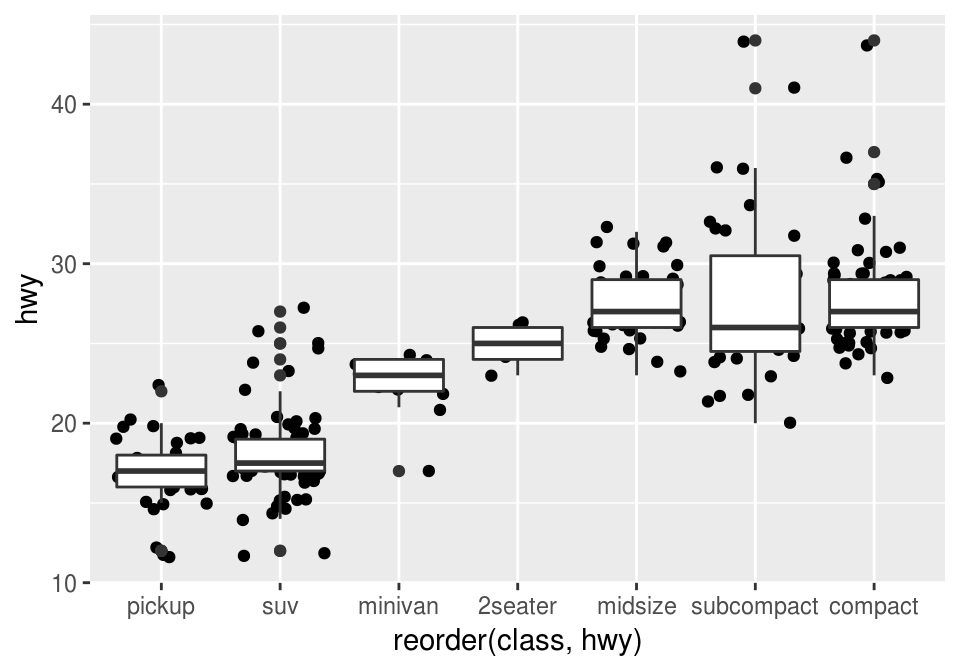 hwy
40
30
20
10
pickup suv minivan 2seater midsize subcompact compact
reorder(class, hwy)